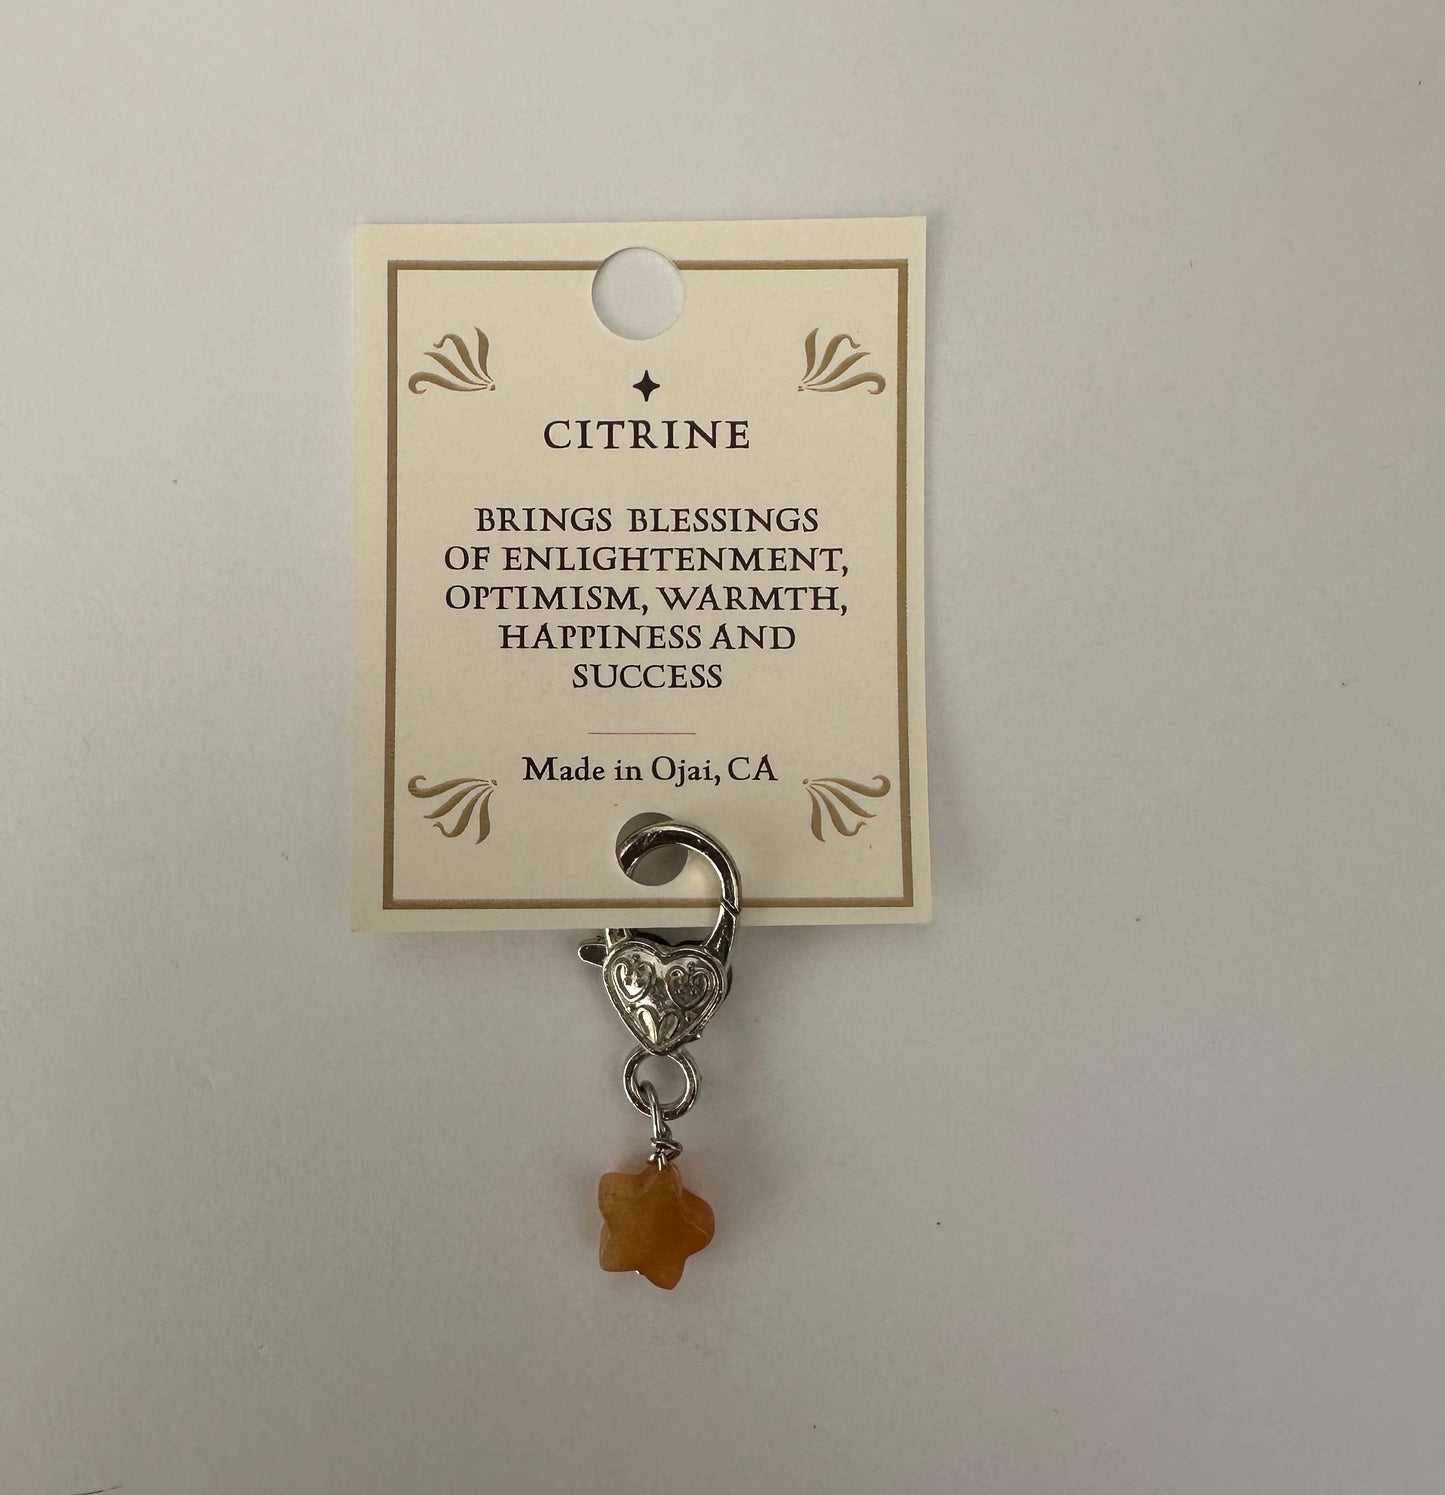 CITRINE
BRINGS BLESSINGS
OF ENLIGHTENMENT,
OPTIMISM, WARMTH,
HAPPINESS AND
SUCCESS
Made in Ojai, CA